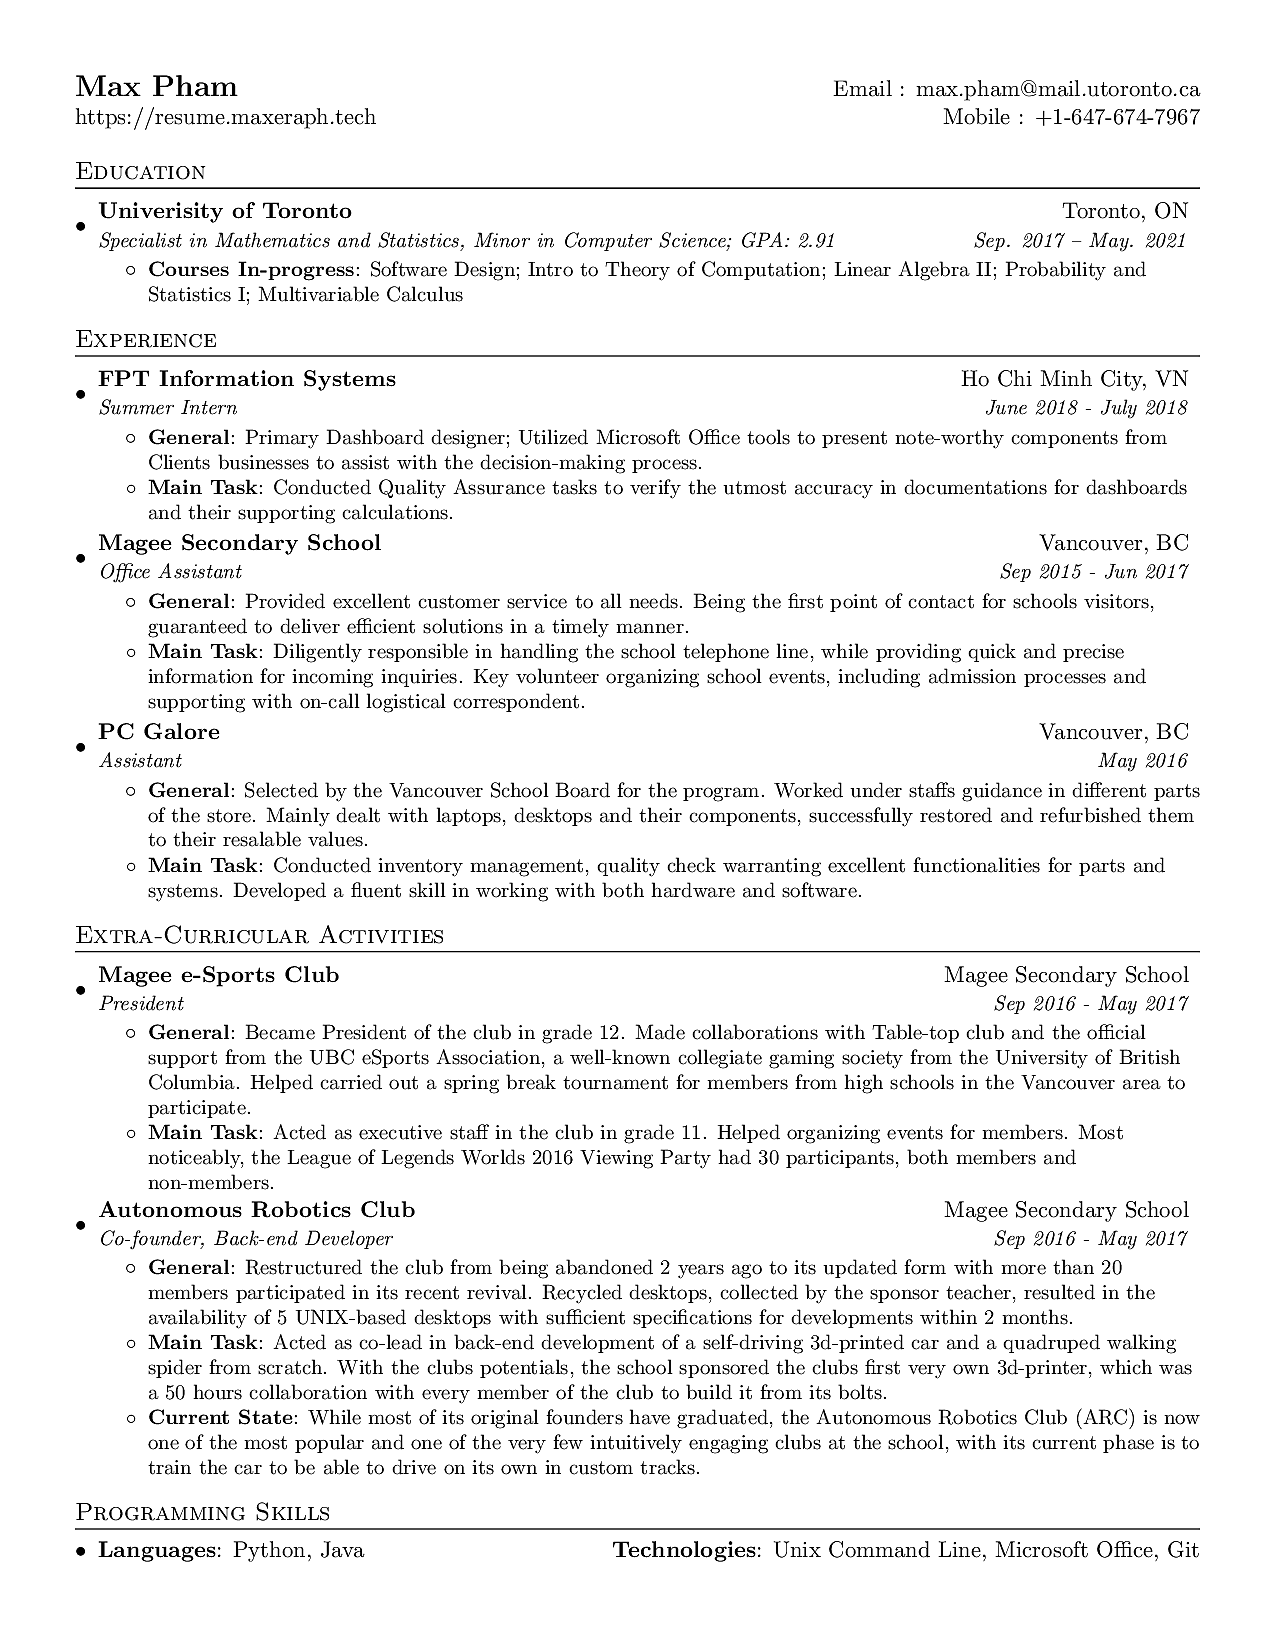 Max Pham Email : max.pham@mail.utoronto.ca
https://resume.maxeraph.tech Mobile : +1-647-674-7967
Education
• Univerisity of Toronto Toronto, ON
Specialist in Mathematics and Statistics, Minor in Computer Science; GPA: 2.91 Sep. 2017 – May. 2021
◦ Courses In-progress: Software Design; Intro to Theory of Computation; Linear Algebra II; Probability and
Statistics I; Multivariable Calculus
Experience
• FPT Information Systems Ho Chi Minh City, VN
Summer Intern June 2018 - July 2018
◦ General: Primary Dashboard designer; Utilized Microsoft Office tools to present note-worthy components from
Clients businesses to assist with the decision-making process.
◦ Main Task: Conducted Quality Assurance tasks to verify the utmost accuracy in documentations for dashboards
and their supporting calculations.
• Magee Secondary School Vancouver, BC
Office Assistant Sep 2015 - Jun 2017
◦ General: Provided excellent customer service to all needs. Being the first point of contact for schools visitors,
guaranteed to deliver efficient solutions in a timely manner.
◦ Main Task: Diligently responsible in handling the school telephone line, while providing quick and precise
information for incoming inquiries. Key volunteer organizing school events, including admission processes and
supporting with on-call logistical correspondent.
• PC Galore Vancouver, BC
Assistant May 2016
◦ General: Selected by the Vancouver School Board for the program. Worked under staffs guidance in different parts
of the store. Mainly dealt with laptops, desktops and their components, successfully restored and refurbished them
to their resalable values.
◦ Main Task: Conducted inventory management, quality check warranting excellent functionalities for parts and
systems. Developed a fluent skill in working with both hardware and software.
Extra-Curricular Activities
• Magee e-Sports Club Magee Secondary School
President Sep 2016 - May 2017
◦ General: Became President of the club in grade 12. Made collaborations with Table-top club and the official
support from the UBC eSports Association, a well-known collegiate gaming society from the University of British
Columbia. Helped carried out a spring break tournament for members from high schools in the Vancouver area to
participate.
◦ Main Task: Acted as executive staff in the club in grade 11. Helped organizing events for members. Most
noticeably, the League of Legends Worlds 2016 Viewing Party had 30 participants, both members and
non-members.
• Autonomous Robotics Club Magee Secondary School
Co-founder, Back-end Developer Sep 2016 - May 2017
◦ General: Restructured the club from being abandoned 2 years ago to its updated form with more than 20
members participated in its recent revival. Recycled desktops, collected by the sponsor teacher, resulted in the
availability of 5 UNIX-based desktops with sufficient specifications for developments within 2 months.
◦ Main Task: Acted as co-lead in back-end development of a self-driving 3d-printed car and a quadruped walking
spider from scratch. With the clubs potentials, the school sponsored the clubs first very own 3d-printer, which was
a 50 hours collaboration with every member of the club to build it from its bolts.
◦ Current State: While most of its original founders have graduated, the Autonomous Robotics Club (ARC) is now
one of the most popular and one of the very few intuitively engaging clubs at the school, with its current phase is to
train the car to be able to drive on its own in custom tracks.
Programming Skills
• Languages: Python, Java Technologies: Unix Command Line, Microsoft Office, Git